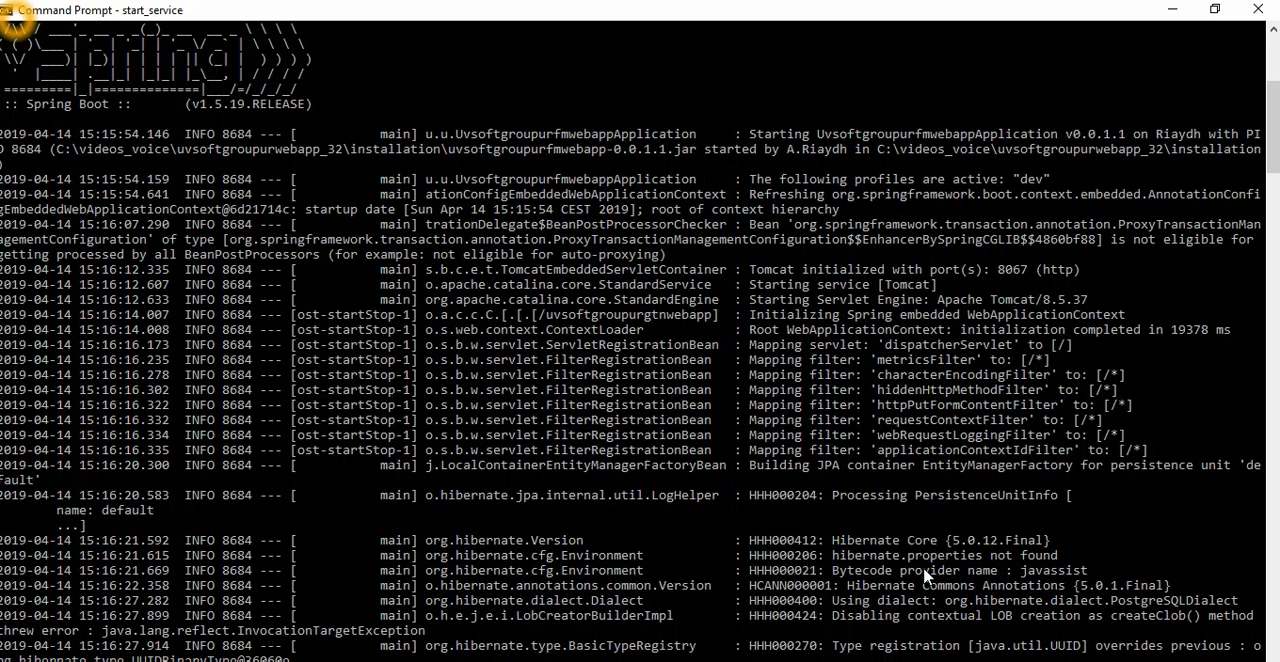 Command Prompt - start_service
:: Spring Boot ::        (v1.5.19.RELEASE)
2019-04-14 15:15:54.146  INFO 8684 --- [           main] u.u.UvsoftgroupurfmwebappApplication     : Starting UvsoftgroupurfmwebappApplication v0.0.1.1 on Riaydh with PI
D 8684 (C:\videos_voice\uvsoftgroupurwebapp_32\installation\uvsoftgroupurfmwebapp-0.0.1.1.jar started by A.Riaydh in C:\videos_voice\uvsoftgroupurwebapp_32\installation
)
2019-04-14 15:15:54.159  INFO 8684 --- [           main] u.u.UvsoftgroupurfmwebappApplication     : The following profiles are active: "dev"
2019-04-14 15:15:54.641  INFO 8684 --- [           main] ationConfigEmbeddedWebApplicationContext : Refreshing org.springframework.boot.context.embedded.AnnotationConfi
gEmbeddedWebApplicationContext@6d21714c: startup date [Sun Apr 14 15:15:54 CEST 2019]; root of context hierarchy
2019-04-14 15:16:07.290  INFO 8684 --- [           main] trationDelegate$BeanPostProcessorChecker : Bean 'org.springframework.transaction.annotation.ProxyTransactionMan
agementConfiguration' of type [org.springframework.transaction.annotation.ProxyTransactionManagementConfiguration$$EnhancerBySpringCGLIB$$4860bf88] is not eligible for
getting processed by all BeanPostProcessors (for example: not eligible for auto-proxying)
2019-04-14 15:16:12.335  INFO 8684 --- [           main] s.b.c.e.t.TomcatEmbeddedServletContainer : Tomcat initialized with port(s): 8067 (http)
2019-04-14 15:16:12.607  INFO 8684 --- [           main] o.apache.catalina.core.StandardService   : Starting service [Tomcat]
2019-04-14 15:16:12.633  INFO 8684 --- [           main] org.apache.catalina.core.StandardEngine  : Starting Servlet Engine: Apache Tomcat/8.5.37
2019-04-14 15:16:14.007  INFO 8684 --- [ost-startStop-1] o.a.c.c.C.[.[.[/uvsoftgroupurgtnwebapp]  : Initializing Spring embedded WebApplicationContext
2019-04-14 15:16:14.008  INFO 8684 --- [ost-startStop-1] o.s.web.context.ContextLoader            : Root WebApplicationContext: initialization completed in 19378 ms
2019-04-14 15:16:16.173  INFO 8684 --- [ost-startStop-1] o.s.b.w.servlet.ServletRegistrationBean  : Mapping servlet: 'dispatcherServlet' to [/]
2019-04-14 15:16:16.235  INFO 8684 --- [ost-startStop-1] o.s.b.w.servlet.FilterRegistrationBean   : Mapping filter: 'metricsFilter' to: [/*]
2019-04-14 15:16:16.278  INFO 8684 --- [ost-startStop-1] o.s.b.w.servlet.FilterRegistrationBean   : Mapping filter: 'characterEncodingFilter' to: [/*]
2019-04-14 15:16:16.302  INFO 8684 --- [ost-startStop-1] o.s.b.w.servlet.FilterRegistrationBean   : Mapping filter: 'hiddenHttpMethodFilter' to: [/*]
2019-04-14 15:16:16.322  INFO 8684 --- [ost-startStop-1] o.s.b.w.servlet.FilterRegistrationBean   : Mapping filter: 'httpPutFormContentFilter' to: [/*]
2019-04-14 15:16:16.332  INFO 8684 --- [ost-startStop-1] o.s.b.w.servlet.FilterRegistrationBean   : Mapping filter: 'requestContextFilter' to: [/*]
2019-04-14 15:16:16.334  INFO 8684 --- [ost-startStop-1] o.s.b.w.servlet.FilterRegistrationBean   : Mapping filter: 'webRequestLoggingFilter' to: [/*]
2019-04-14 15:16:16.335  INFO 8684 --- [ost-startStop-1] o.s.b.w.servlet.FilterRegistrationBean   : Mapping filter: 'applicationContextIdFilter' to: [/*]
2019-04-14 15:16:20.300  INFO 8684 --- [           main] j.LocalContainerEntityManagerFactoryBean : Building JPA container EntityManagerFactory for persistence unit 'de
fault'
2019-04-14 15:16:20.583  INFO 8684 --- [           main] o.hibernate.jpa.internal.util.LogHelper  : HHH000204: Processing PersistenceUnitInfo [
name: default
...]
2019-04-14 15:16:21.592  INFO 8684 --- [           main] org.hibernate.Version                    : HHH000412: Hibernate Core {5.0.12.Final}
2019-04-14 15:16:21.615  INFO 8684 --- [           main] org.hibernate.cfg.Environment            : HHH000206: hibernate.properties not found
2019-04-14 15:16:21.669  INFO 8684 --- [           main] org.hibernate.cfg.Environment            : HHH000021: Bytecode provider name : javassist
2019-04-14 15:16:22.358  INFO 8684 --- [           main] o.hibernate.annotations.common.Version   : HCANN000001: Hibernate Commons Annotations {5.0.1.Final}
2019-04-14 15:16:27.282  INFO 8684 --- [           main] org.hibernate.dialect.Dialect            : HHH000400: Using dialect: org.hibernate.dialect.PostgreSQLDialect
2019-04-14 15:16:27.899  INFO 8684 --- [           main] o.h.e.j.e.i.LobCreatorBuilderImpl        : HHH000424: Disabling contextual LOB creation as createClob() method
threw error : java.lang.reflect.InvocationTargetException
2019-04-14 15:16:27.914  INFO 8684 --- [           main] org.hibernate.type.BasicTypeRegistry     : HHH000270: Type registration [java.util.UUID] overrides previous : o
ng.hibernate.type.UUIDBinaryType@36060e